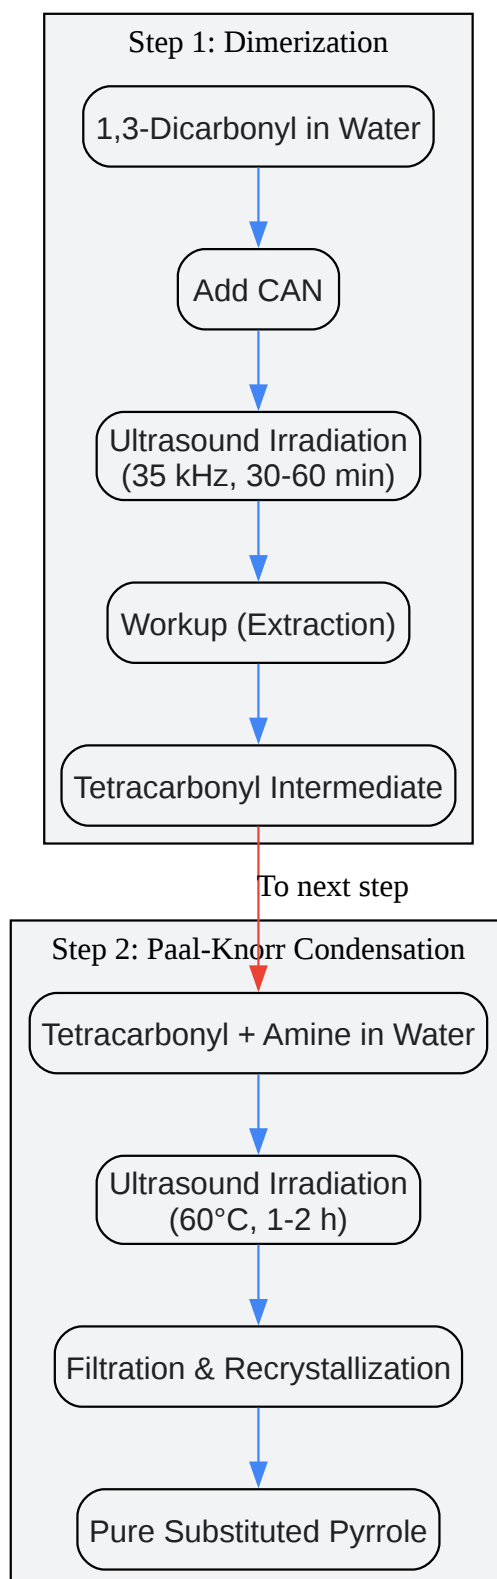 Step 1: Dimerization
1,3-Dicarbonyl in Water
Add CAN
Ultrasound Irradiation
(35 kHz, 30-60 min)
Workup (Extraction)
Tetracarbonyl Intermediate
To next step
Step 2: Paal-Knorr Condensation
Tetracarbonyl + Amine in Water
Ultrasound Irradiation
(60°C, 1-2 h)
Filtration & Recrystallization
Pure Substituted Pyrrole